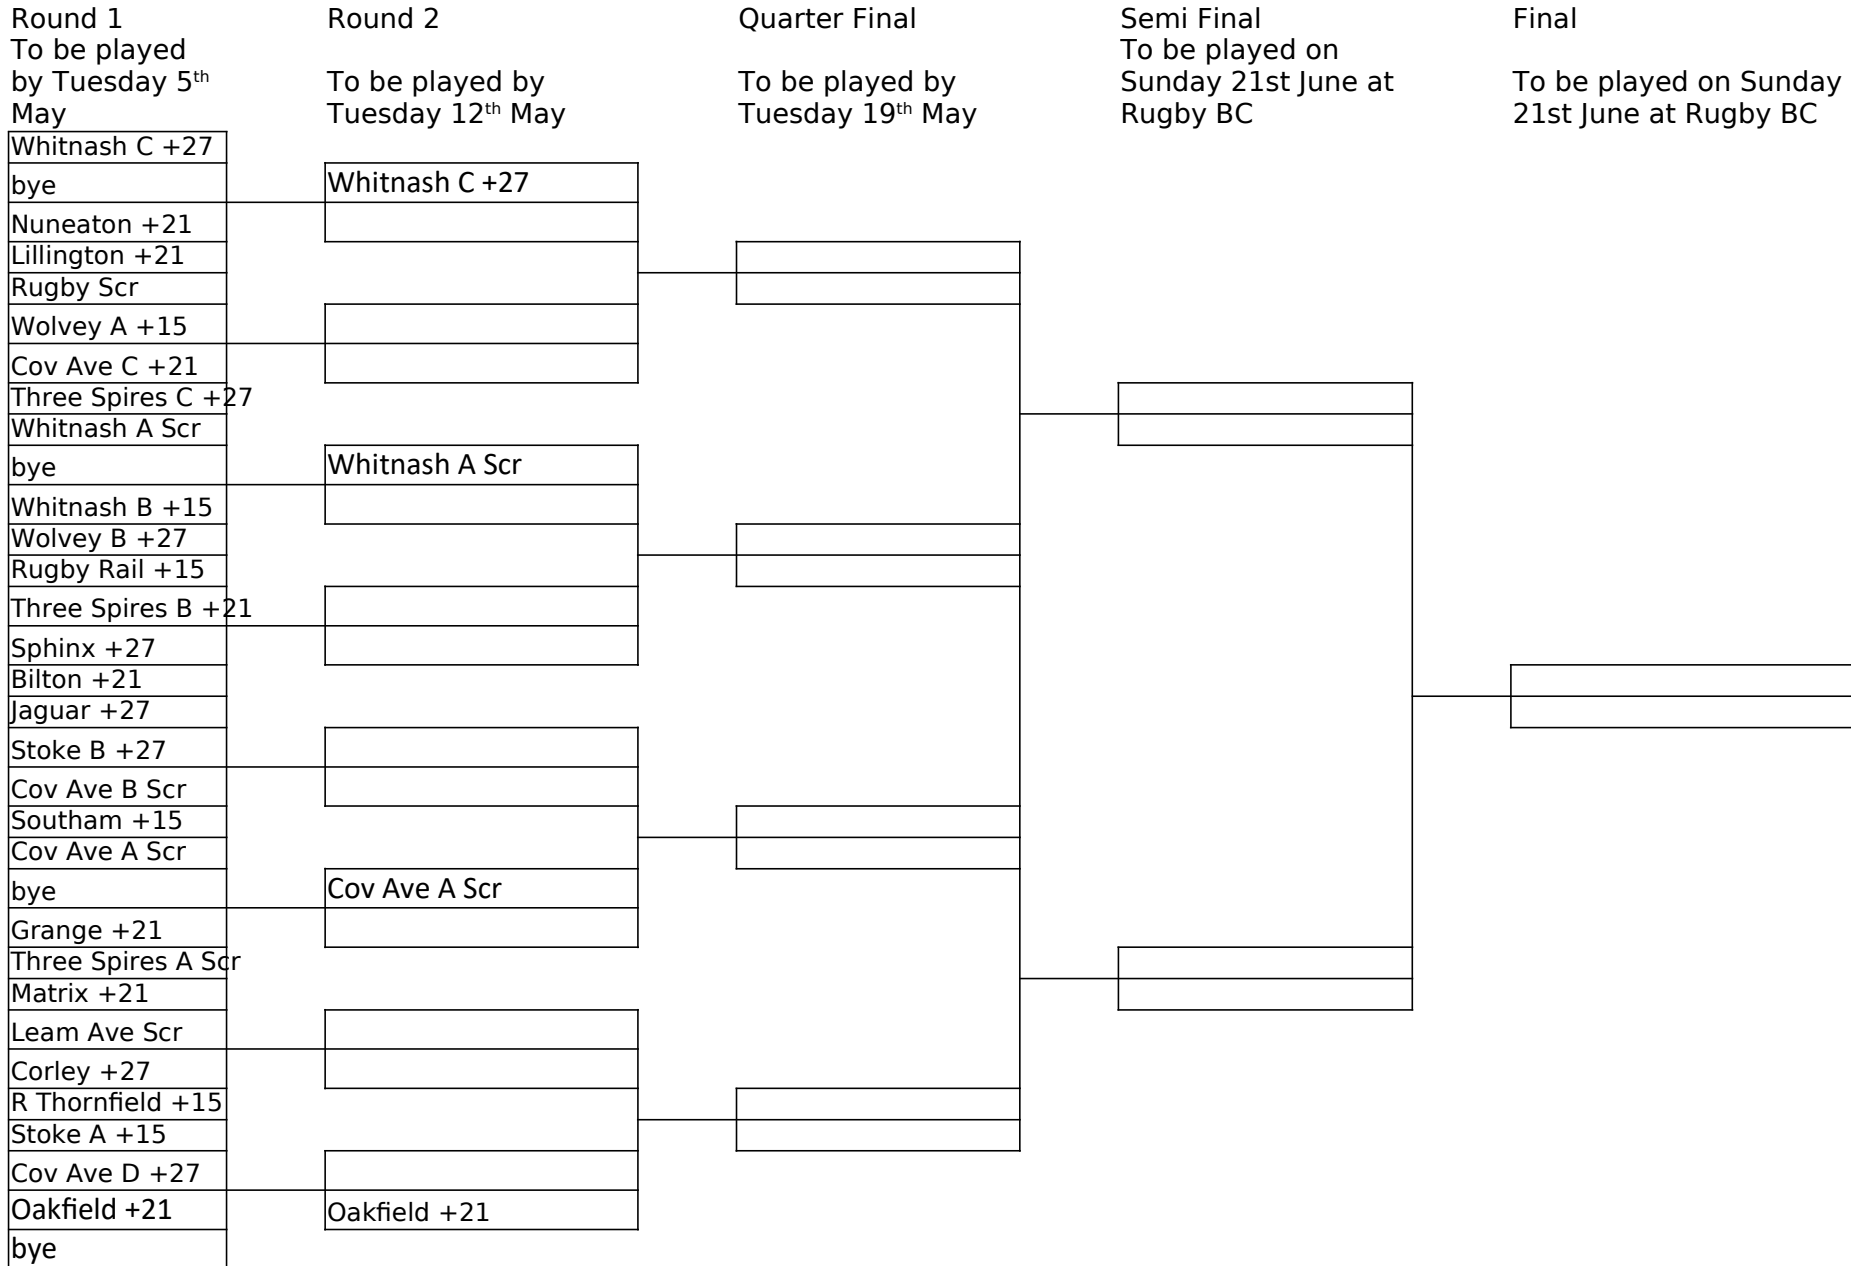 Round 1
To be played
by Tuesday 5th
May
Round 2
To be played by
Tuesday 12th May
Quarter Final
To be played by
Tuesday 19th May
Semi Final
To be played on
Sunday 21st June at
Rugby BC
Final
To be played on Sunday
21st June at Rugby BC
Whitnash C +27
bye
Nuneaton +21
Lillington +21
Rugby Scr
Wolvey A +15
Cov Ave C +21
Three Spires C +27
Whitnash A Scr
bye
Whitnash B +15
Wolvey B +27
Rugby Rail +15
Three Spires B +21
Sphinx +27
Bilton +21
Jaguar +27
Stoke B +27
Cov Ave B Scr
Southam +15
Cov Ave A Scr
bye
Grange +21
Three Spires A Scr
Matrix +21
Leam Ave Scr
Corley +27
R Thornfield +15
Stoke A +15
Cov Ave D +27
Oakfield +21
bye
Whitnash C +27
Whitnash A Scr
Cov Ave A Scr
Oakfield +21